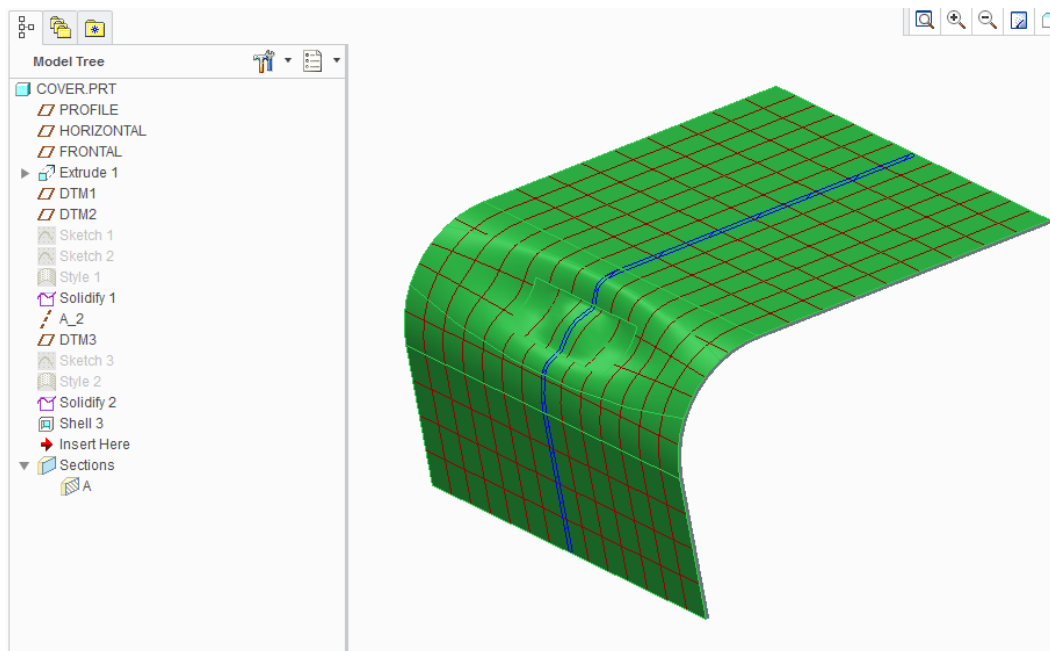 Model Tree
COVER.PRT
PROFILE
HORIZONTAL
FRONTAL
Extrude 1
DTM1
DTM2
Sketch 1
Sketch 2
Style 1
Solidify 1
A_2
DTM3
Sketch 3
Style 2
Solidify 2
Shell 3
Insert Here
Sections
A